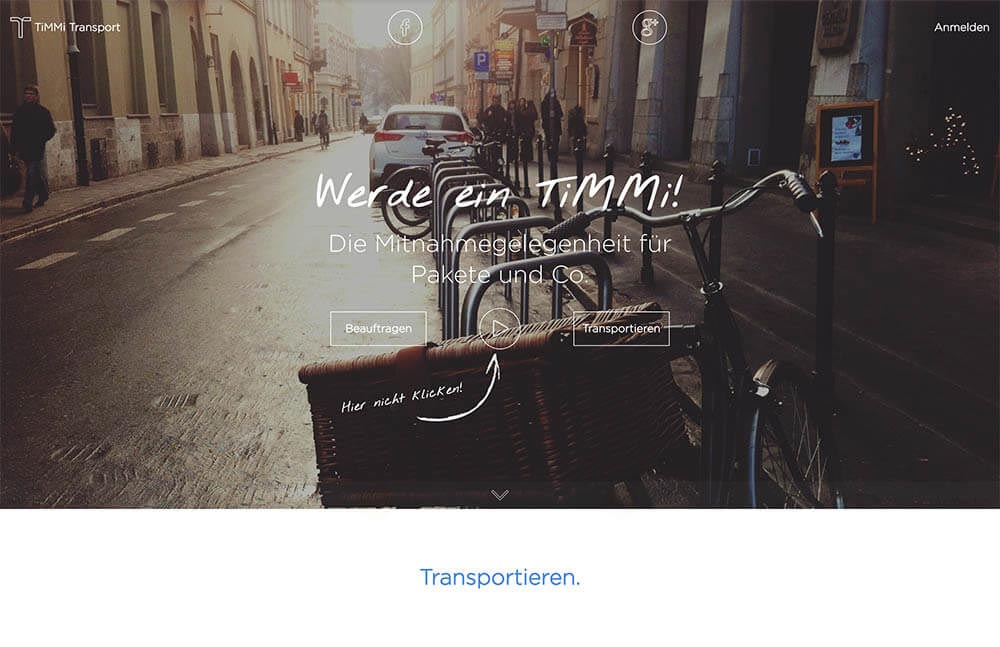 TiMMi Transport
f
g+
Anmelden
P
Werde ein TiMMi!
Die Mitnahmegelegenheit für
Pakete und Co.
Beauftragen
Transportieren
Hier nicht klicken!
Transportieren.